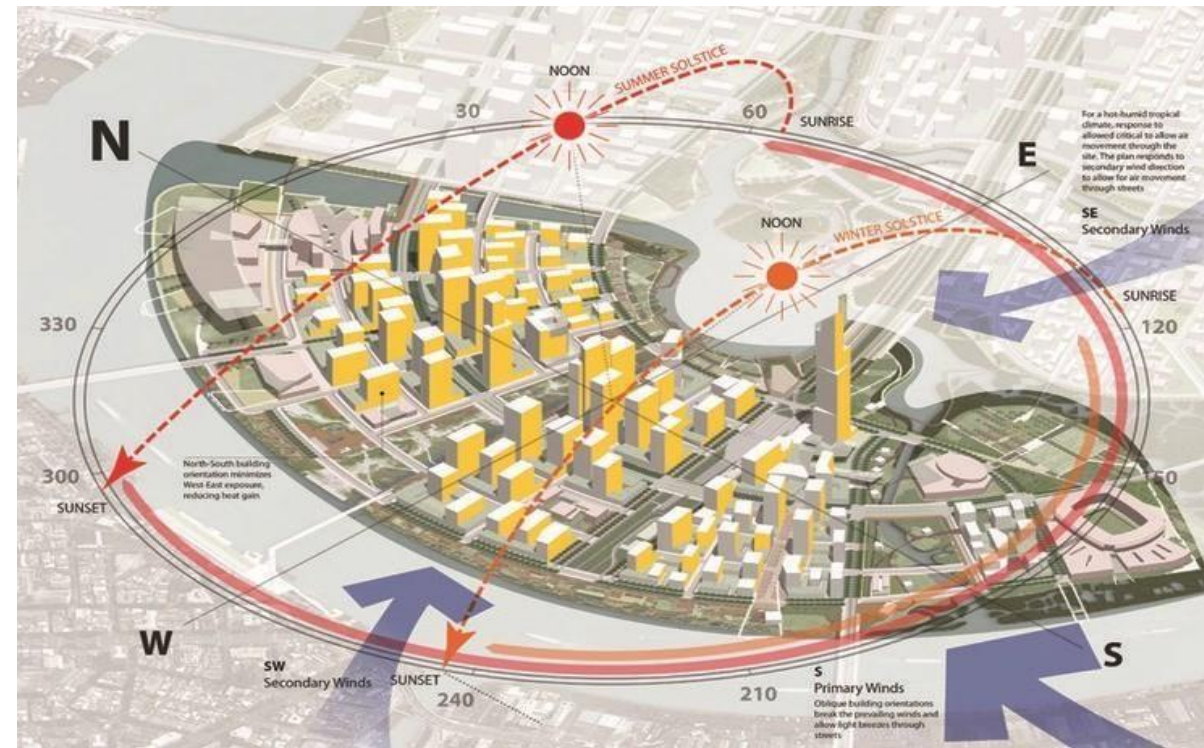 NOON
SUMMER SOLSTICE
30
60
SUNRISE
N
E
For a hot-humid tropical
climate, response to
allowed critical to allow air
movement through the
site. The plan responds to
secondary wind direction
to allow for air movement
through streets
SE
Secondary Winds
NOON
WINTER SOLSTICE
SUNRISE
120
330
300
SUNSET
North-South building
orientation minimizes
West-East exposure,
reducing heat gain
W
SW
Secondary Winds
SUNSET
240
210
S
Primary Winds
Oblique building orientations
break the prevailing winds and
allow light breezes through
streets
S